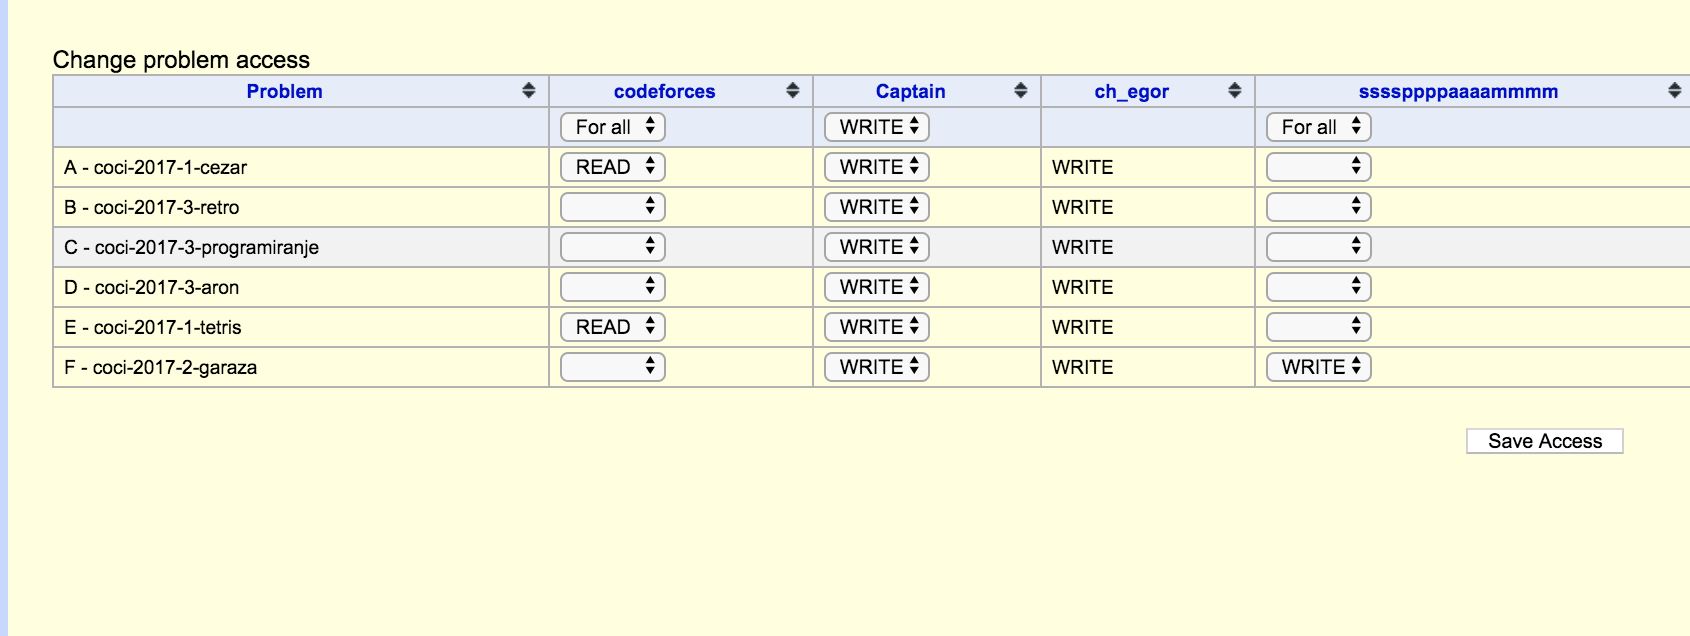 Change problem access
Problem codeforces Captain ch_egor ssssppppaaaammmm
For all WRITE For all
A - coci-2017-1-cezar READ WRITE WRITE
B - coci-2017-3-retro WRITE WRITE
C - coci-2017-3-programiranje WRITE WRITE
D - coci-2017-3-aron WRITE WRITE
E - coci-2017-1-tetris READ WRITE WRITE
F - coci-2017-2-garaza WRITE WRITE WRITE
Save Access